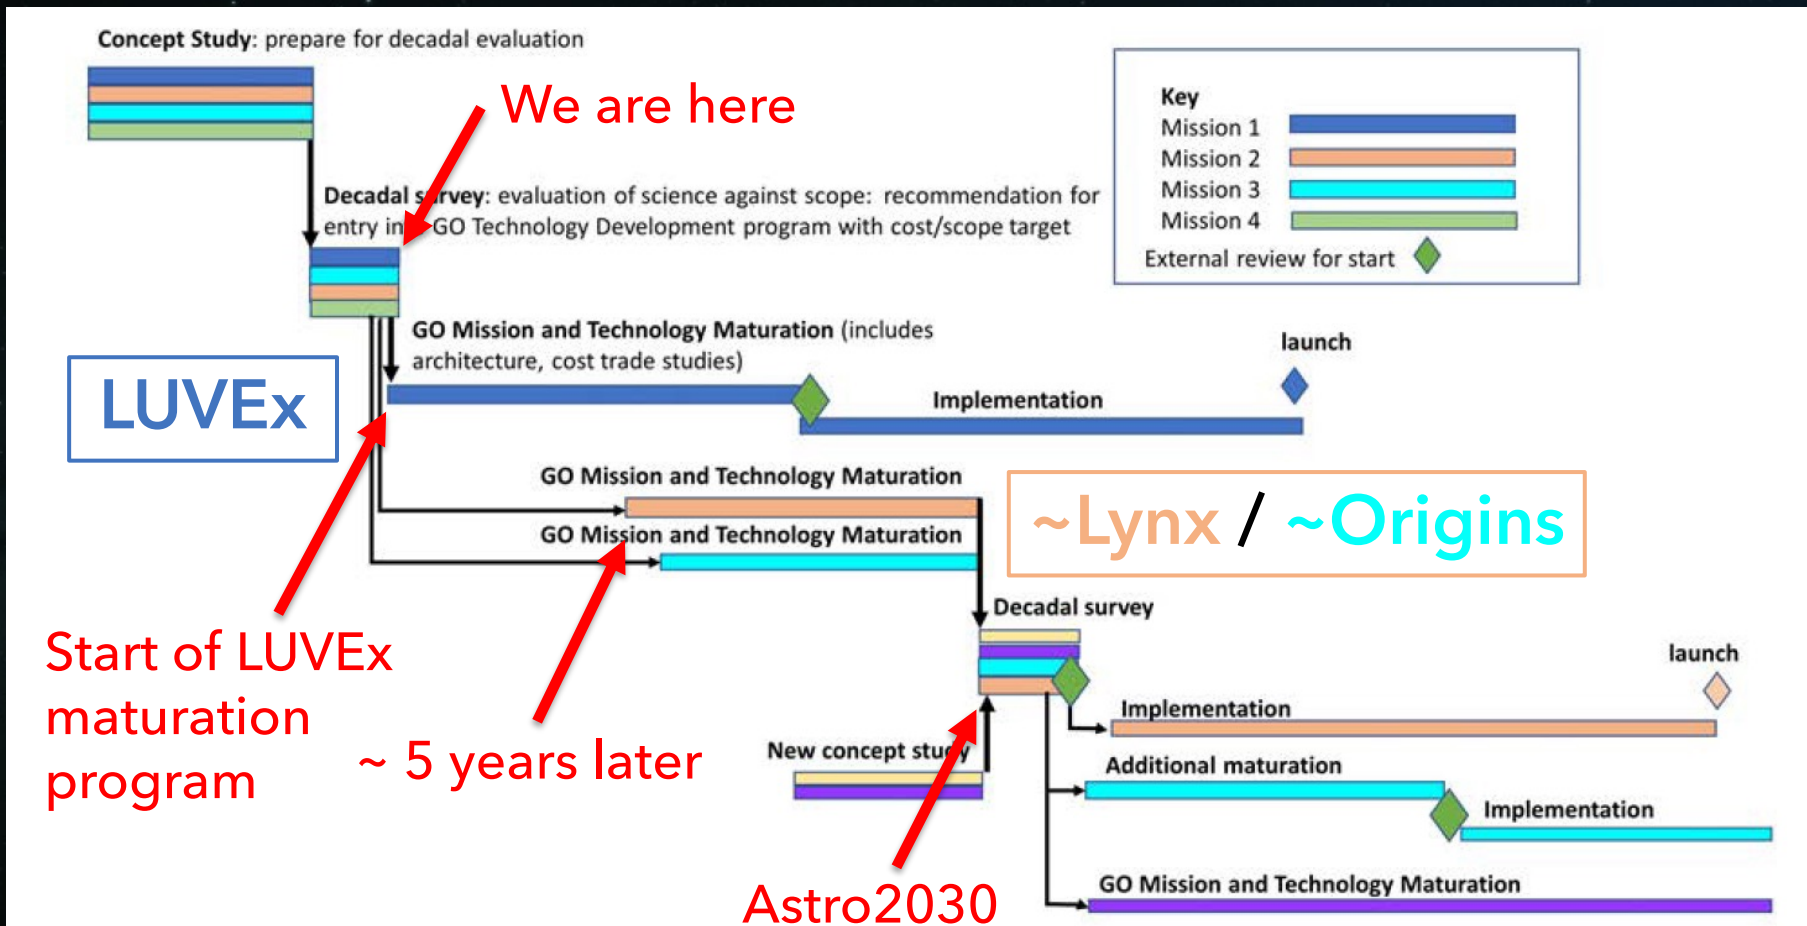 Concept Study: prepare for decadal evaluation
We are here
Key
Mission 1
Mission 2
Mission 3
Mission 4
External review for start
Decadal survey: evaluation of science against scope: recommendation for
entry in GO Technology Development program with cost/scope target
GO Mission and Technology Maturation (includes
architecture, cost trade studies)
launch
LUVEx
Implementation
GO Mission and Technology Maturation
GO Mission and Technology Maturation
~Lynx / ~Origins
Start of LUVEx
maturation
program
~ 5 years later
Decadal survey
launch
Implementation
New concept study
Additional maturation
Implementation
GO Mission and Technology Maturation
Astro2030